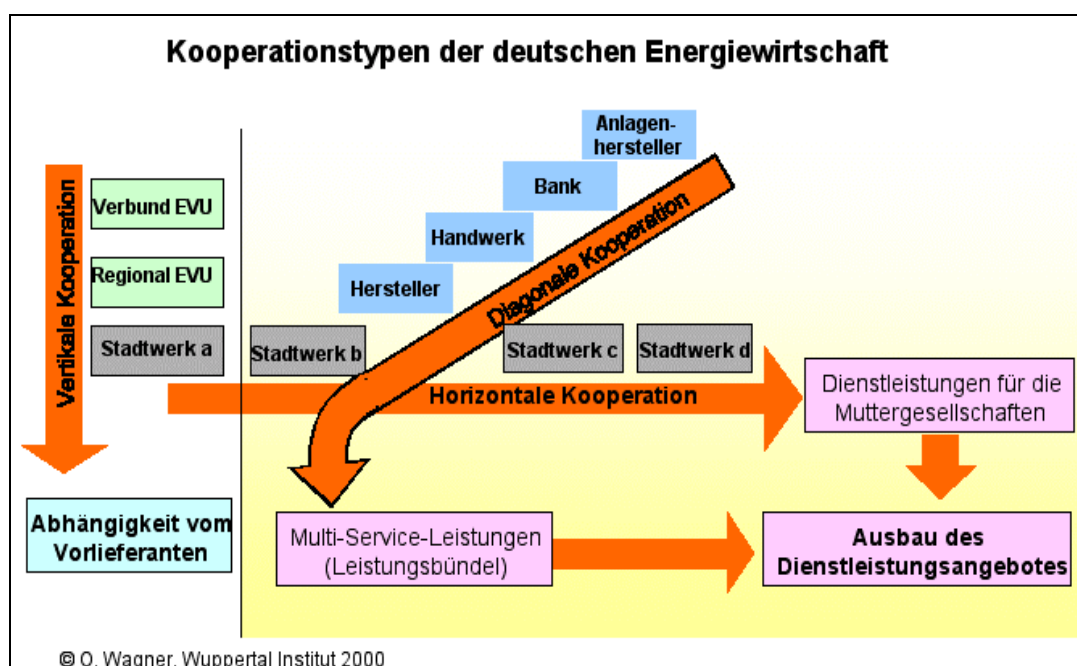 Kooperationstypen der deutschen Energiewirtschaft
Vertikale Kooperation
Verbund EVU
Regional EVU
Stadtwerk a
Abhängigkeit vom
Vorlieferanten
Anlagen-
hersteller
Bank
Handwerk
Hersteller
Diagonale Kooperation
Stadtwerk b
Stadtwerk c
Stadtwerk d
Horizontale Kooperation
Dienstleistungen für die
Muttergesellschaften
Multi-Service-Leistungen
(Leistungsbündel)
Ausbau des
Dienstleistungsangebotes
© O. Wagner, Wuppertal Institut 2000